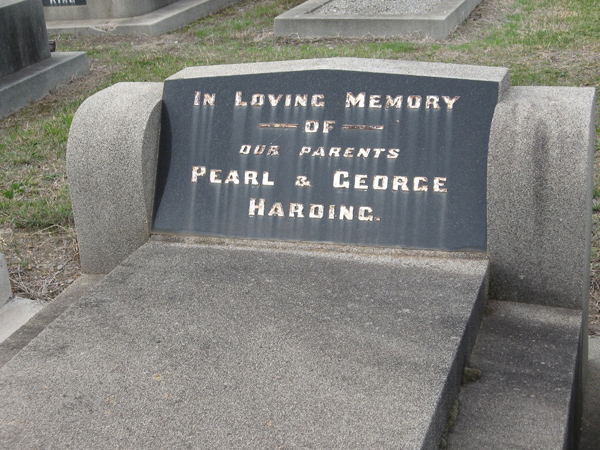 IN LOVING MEMORY
OF
OUR PARENTS
PEARL & GEORGE
HARDING.